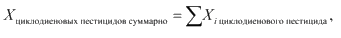 X циклодиеновых пестицидов суммарно = ∑X i циклодиенового пестицида ,